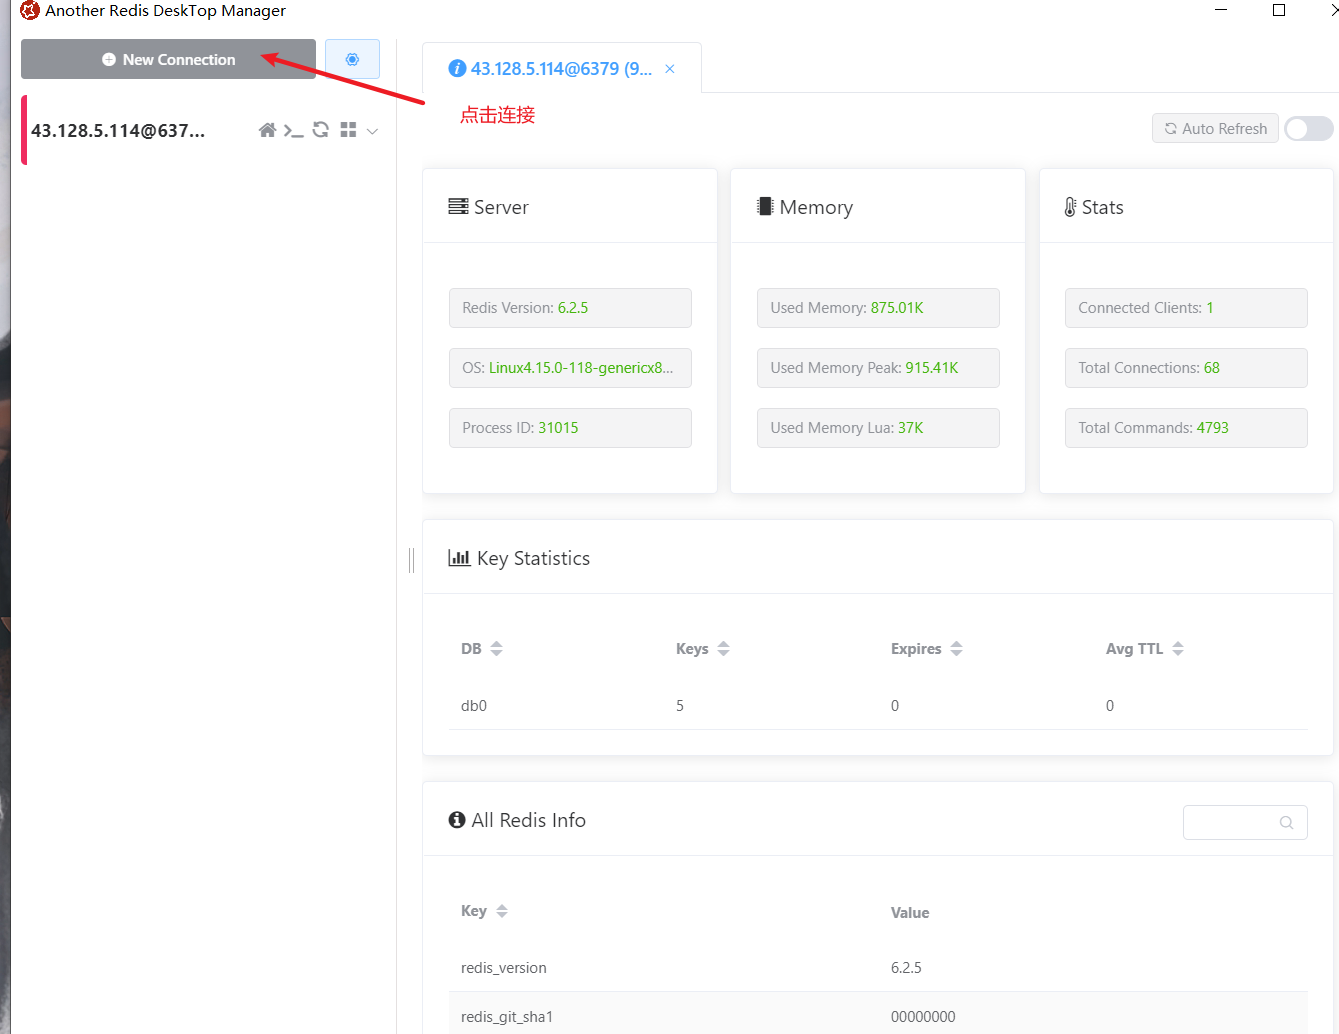 Another Redis DeskTop Manager
New Connection
43.128.5.114@6379 (9...
点击连接
43.128.5.114@637...
Auto Refresh
Server
Memory
Stats
Redis Version: 6.2.5
Used Memory: 875.01K
Connected Clients: 1
OS: Linux4.15.0-118-genericx8...
Used Memory Peak: 915.41K
Total Connections: 68
Process ID: 31015
Used Memory Lua: 37K
Total Commands: 4793
Key Statistics
DB Keys Expires Avg TTL
db0 5 0 0
All Redis Info
Key Value
redis_version 6.2.5
redis_git_sha1 00000000